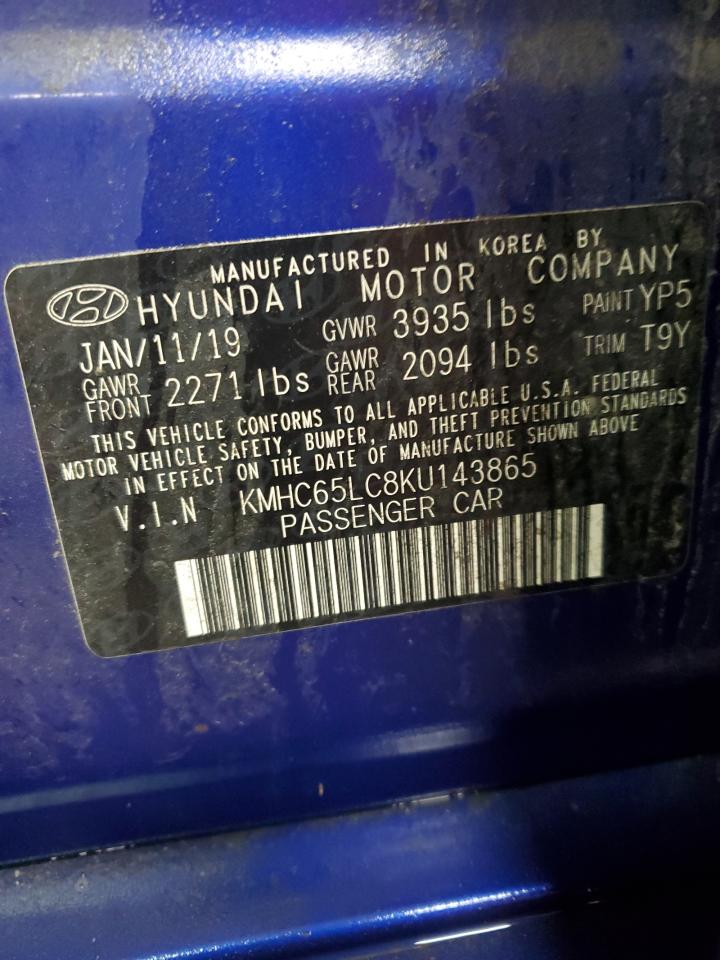 MANUFACTURED IN KOREA BY
HYUNDAI MOTOR COMPANY
JAN/11/19 GVWR 3935 lbs PAINT YP5
GAWR FRONT 2271 lbs GAWR REAR 2094 lbs TRIM T9Y
THIS VEHICLE CONFORMS TO ALL APPLICABLE U.S.A. FEDERAL
MOTOR VEHICLE SAFETY, BUMPER, AND THEFT PREVENTION STANDARDS
IN EFFECT ON THE DATE OF MANUFACTURE SHOWN ABOVE
V.I.N KMHC65LC8KU143865
PASSENGER CAR